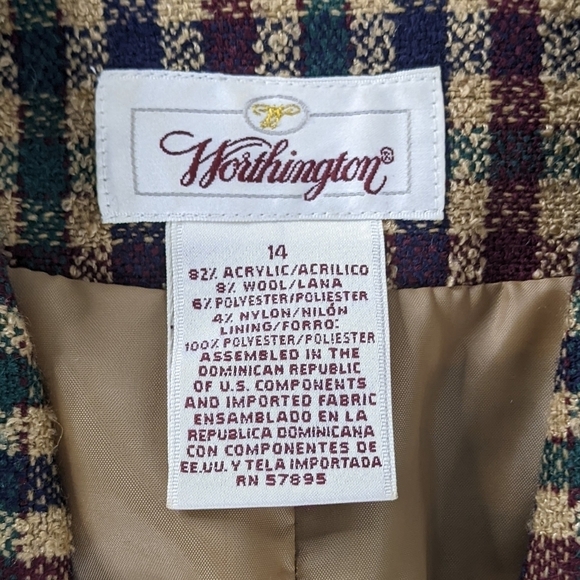 Worthington®
14
82% ACRYLIC/ACRILICO
8% WOOL/LANA
6% POLYESTER/POLIESTER
4% NYLON/NILÓN
LINING/FORRO:
100% POLYESTER/POLIESTER
ASSEMBLED IN THE
DOMINICAN REPUBLIC
OF U.S. COMPONENTS
AND IMPORTED FABRIC
ENSAMBLADO EN LA
REPUBLICA DOMINICANA
CON COMPONENTES DE
EE.UU. Y TELA IMPORTADA
RN 57895